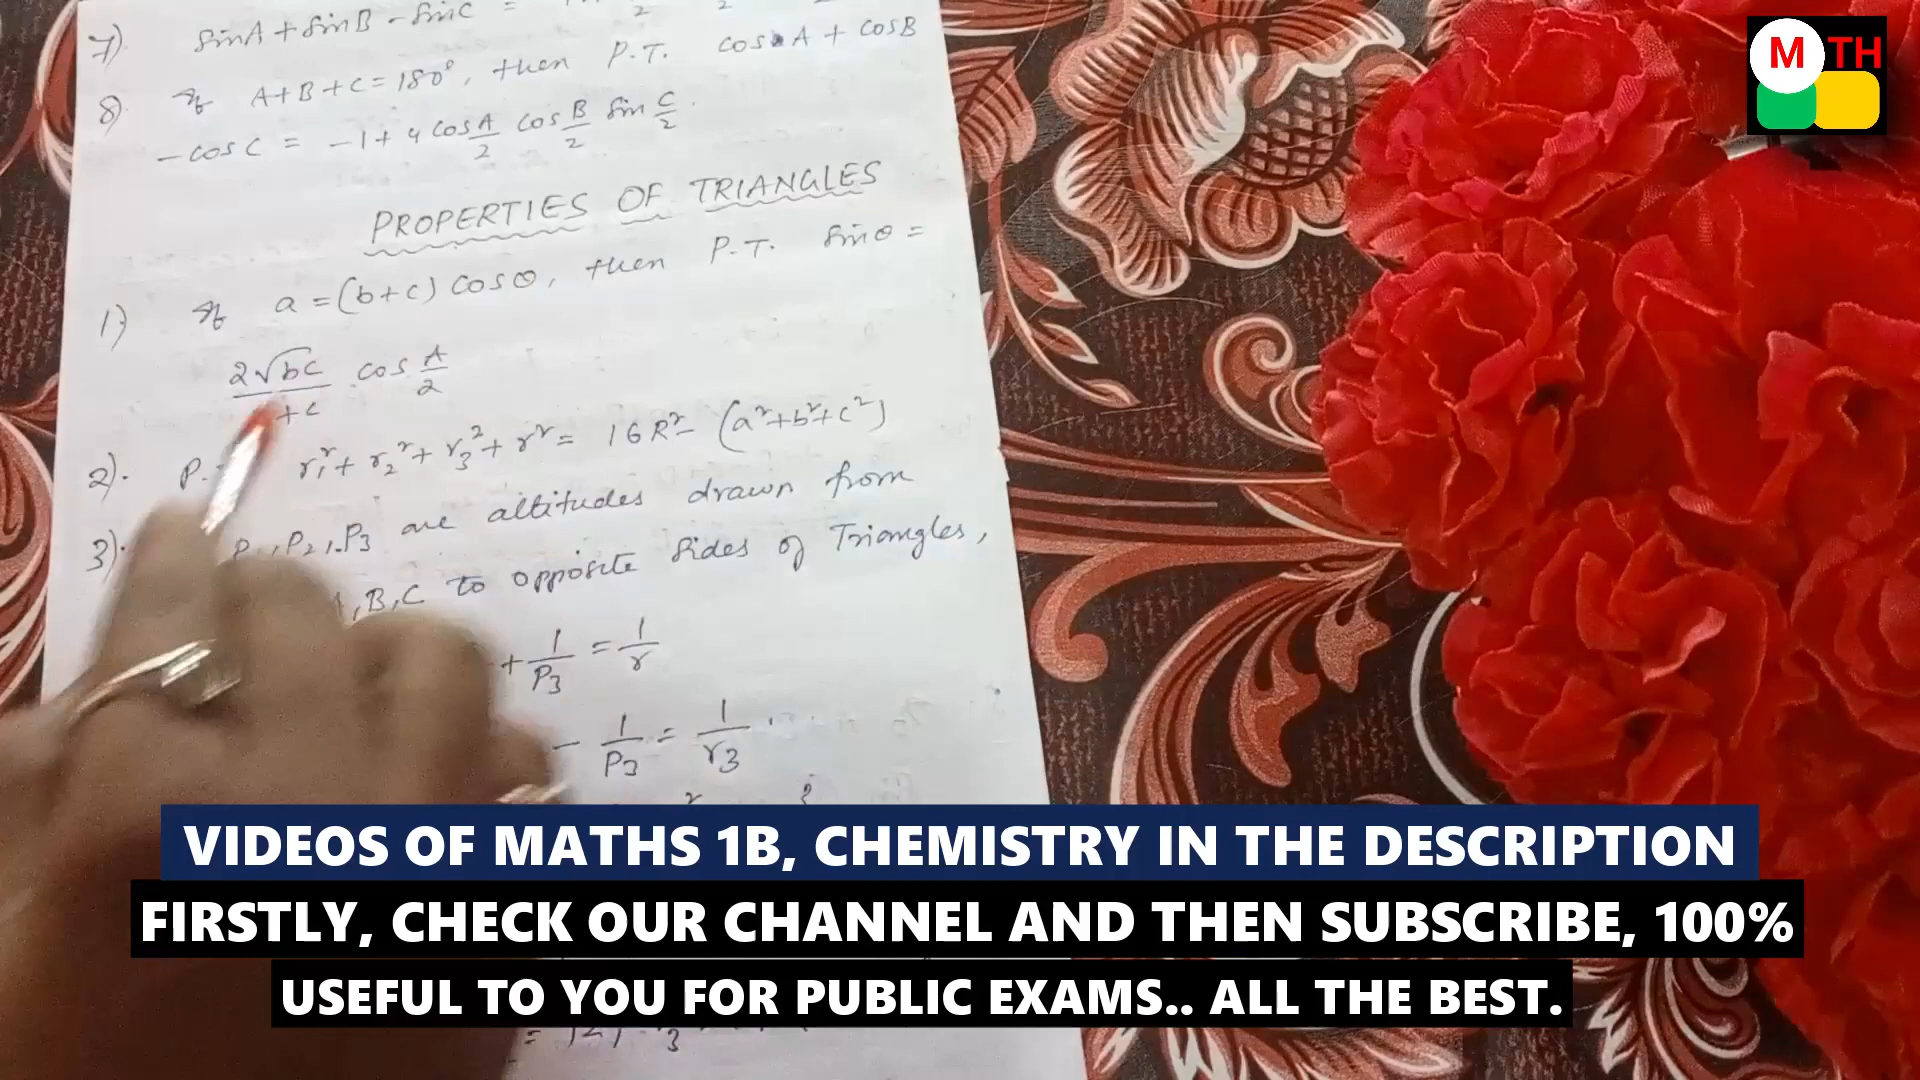 7). sinA + sinB - sinC =
8) If A+B+C = 180°, then P.T. cos A + cosB
- cos C = -1 + 4 cos A/2 cos B/2 sin C/2.
PROPERTIES OF TRIANGLES
1) If a = (b+c) cosθ, then P.T. sinθ =
2√bc/+c cos A/2
2). P. r₁² + r₂² + r₃² + r² = 16R² - (a²+b²+c²)
3). P₂, P₃ are altitudes drawn from
A, B, C to opposite sides of Triangles,
+ 1/P₃ = 1/r
- 1/P₃ = 1/r₃.
M TH
VIDEOS OF MATHS 1B, CHEMISTRY IN THE DESCRIPTION
FIRSTLY, CHECK OUR CHANNEL AND THEN SUBSCRIBE, 100%
USEFUL TO YOU FOR PUBLIC EXAMS.. ALL THE BEST.